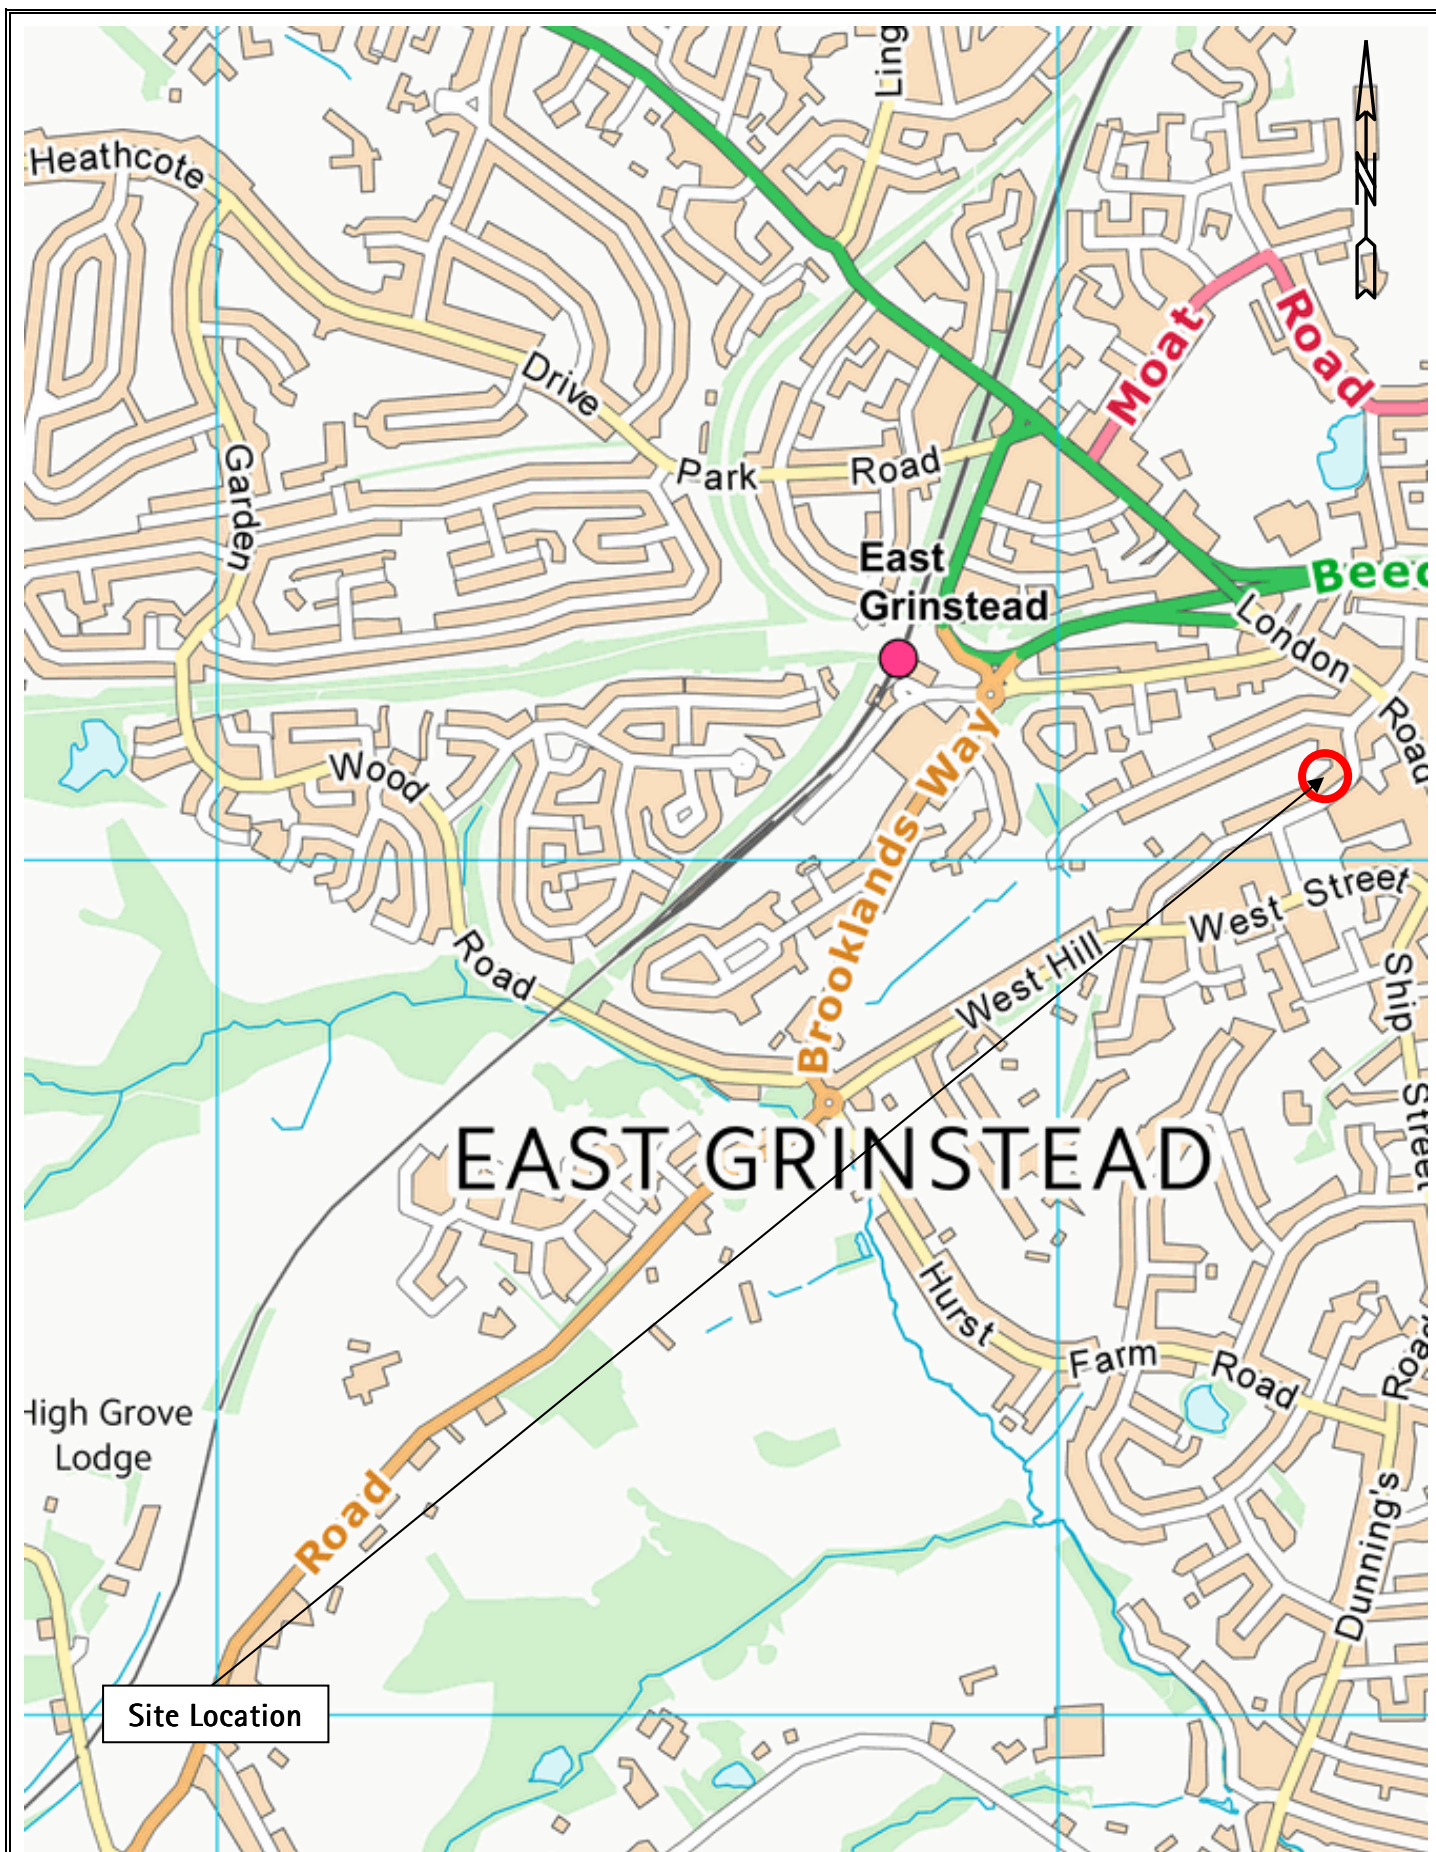 Ling
Heathcote
N
Moat
Road
Drive
Garden
Park
Road
East
Grinstead
Beec
London
Road
Wood
Brooklands Way
West Street
Road
West Hill
Ship
Street
EAST GRINSTEAD
Hurst
Farm
Road
Road
High Grove
Lodge
Road
Dunning's
Site Location